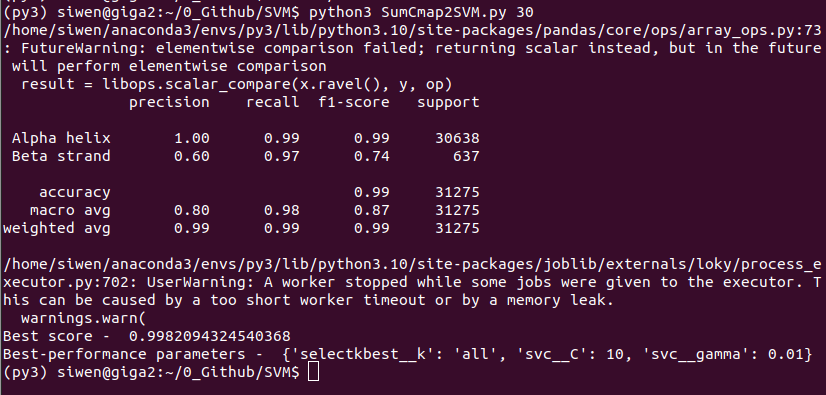 (py3) siwen@giga2:~/0_Github/SVM$ python3 SumCmap2SVM.py 30
/home/siwen/anaconda3/envs/py3/lib/python3.10/site-packages/pandas/core/ops/array_ops.py:73
: FutureWarning: elementwise comparison failed; returning scalar instead, but in the future
 will perform elementwise comparison
  result = libops.scalar_compare(x.ravel(), y, op)
              precision    recall  f1-score   support

 Alpha helix       1.00      0.99      0.99     30638
 Beta strand       0.60      0.97      0.74       637

    accuracy                           0.99     31275
   macro avg       0.80      0.98      0.87     31275
weighted avg       0.99      0.99      0.99     31275

/home/siwen/anaconda3/envs/py3/lib/python3.10/site-packages/joblib/externals/loky/process_e
xecutor.py:702: UserWarning: A worker stopped while some jobs were given to the executor. T
his can be caused by a too short worker timeout or by a memory leak.
  warnings.warn(
Best score -  0.9982094324540368
Best-performance parameters -  {'selectkbest__k': 'all', 'svc__C': 10, 'svc__gamma': 0.01}
(py3) siwen@giga2:~/0_Github/SVM$